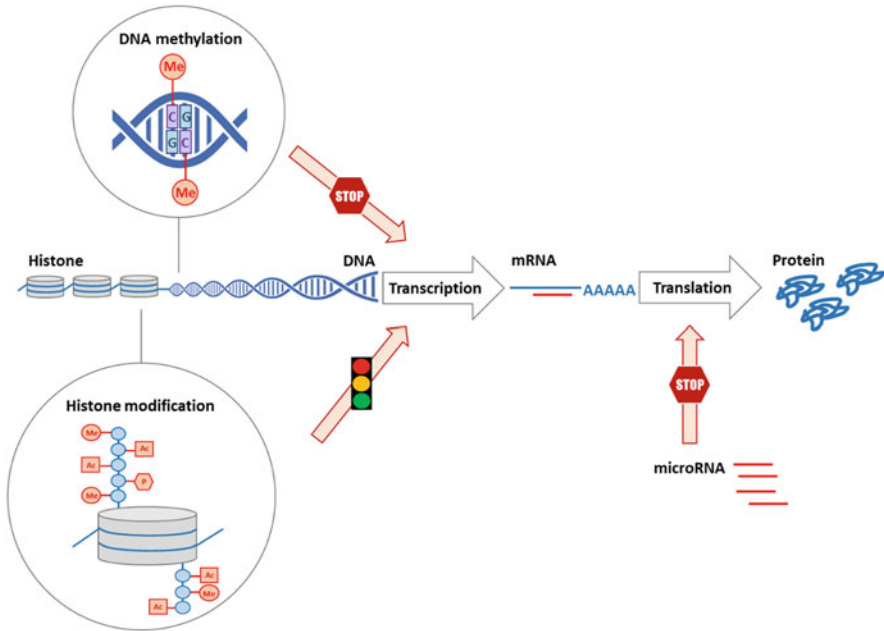 DNA methylation
Me
C G
G C
Me
STOP
Histone
DNA
Transcription
mRNA
AAAAA
Translation
Protein
Histone modification
Me
Ac
Ac
P
Me
Ac
Me
Ac
STOP
microRNA